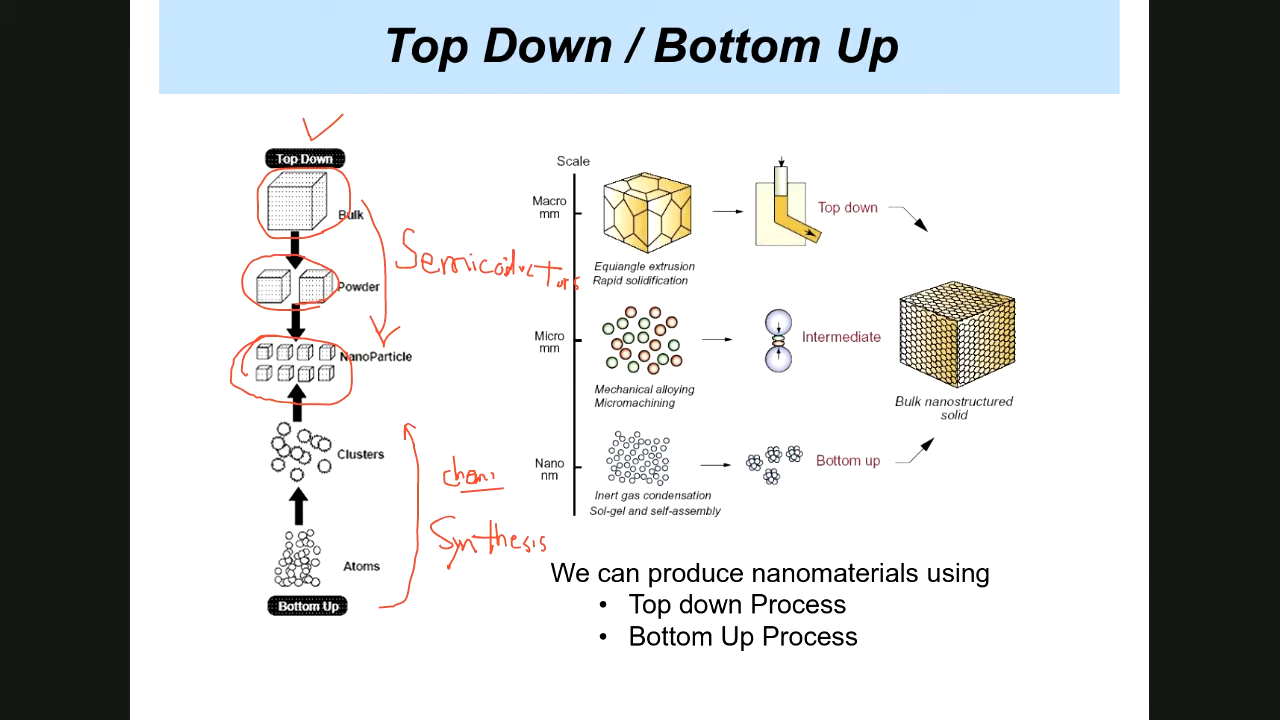 Top Down / Bottom Up
Top Down
Bulk
Powder
NanoParticle
Clusters
Atoms
Bottom Up
Semicoductors
chem.
Synthesis
Scale
Macro
mm
Equiangle extrusion
Rapid solidification
Top down
Micro
mm
Mechanical alloying
Micromachining
Intermediate
Nano
nm
Inert gas condensation
Sol-gel and self-assembly
Bottom up
Bulk nanostructured
solid
We can produce nanomaterials using
• Top down Process
• Bottom Up Process